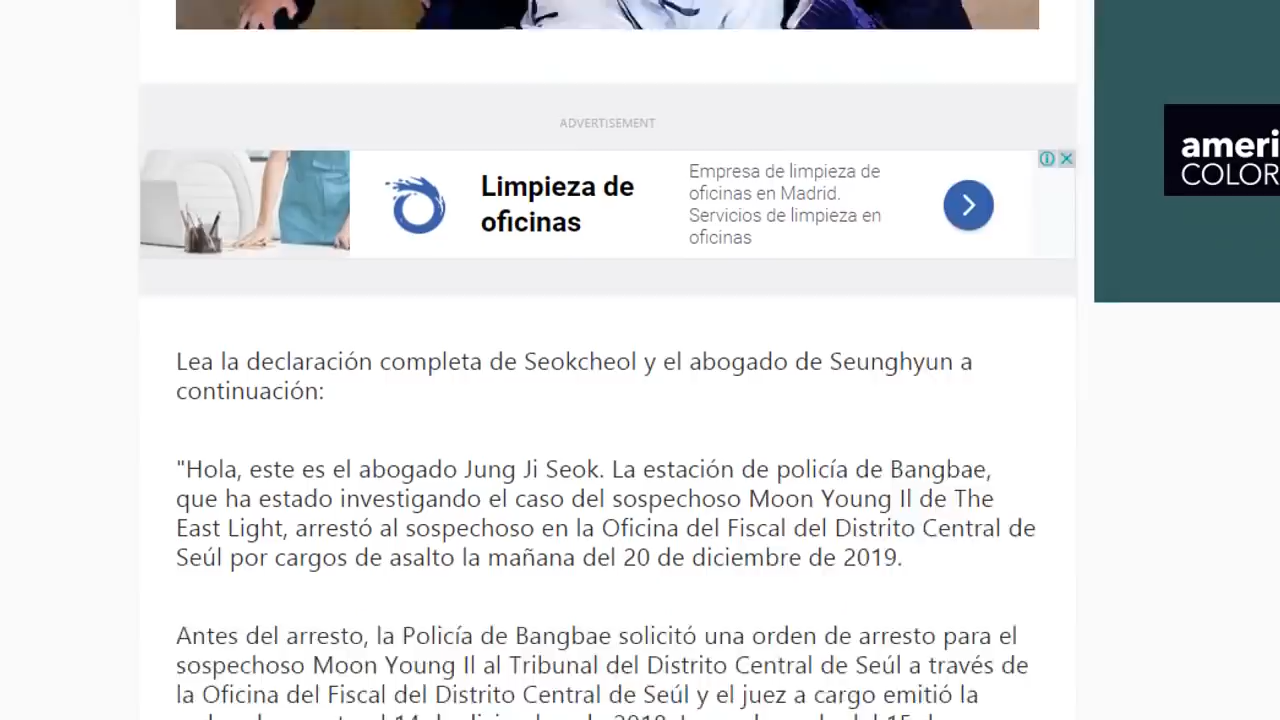 ADVERTISEMENT
Limpieza de
oficinas
Empresa de limpieza de
oficinas en Madrid.
Servicios de limpieza en
oficinas
ameri
COLOR
Lea la declaración completa de Seokcheol y el abogado de Seunghyun a
continuación:
"Hola, este es el abogado Jung Ji Seok. La estación de policía de Bangbae,
que ha estado investigando el caso del sospechoso Moon Young Il de The
East Light, arrestó al sospechoso en la Oficina del Fiscal del Distrito Central de
Seúl por cargos de asalto la mañana del 20 de diciembre de 2019.
Antes del arresto, la Policía de Bangbae solicitó una orden de arresto para el
sospechoso Moon Young Il al Tribunal del Distrito Central de Seúl a través de
la Oficina del Fiscal del Distrito Central de Seúl y el juez a cargo emitió la